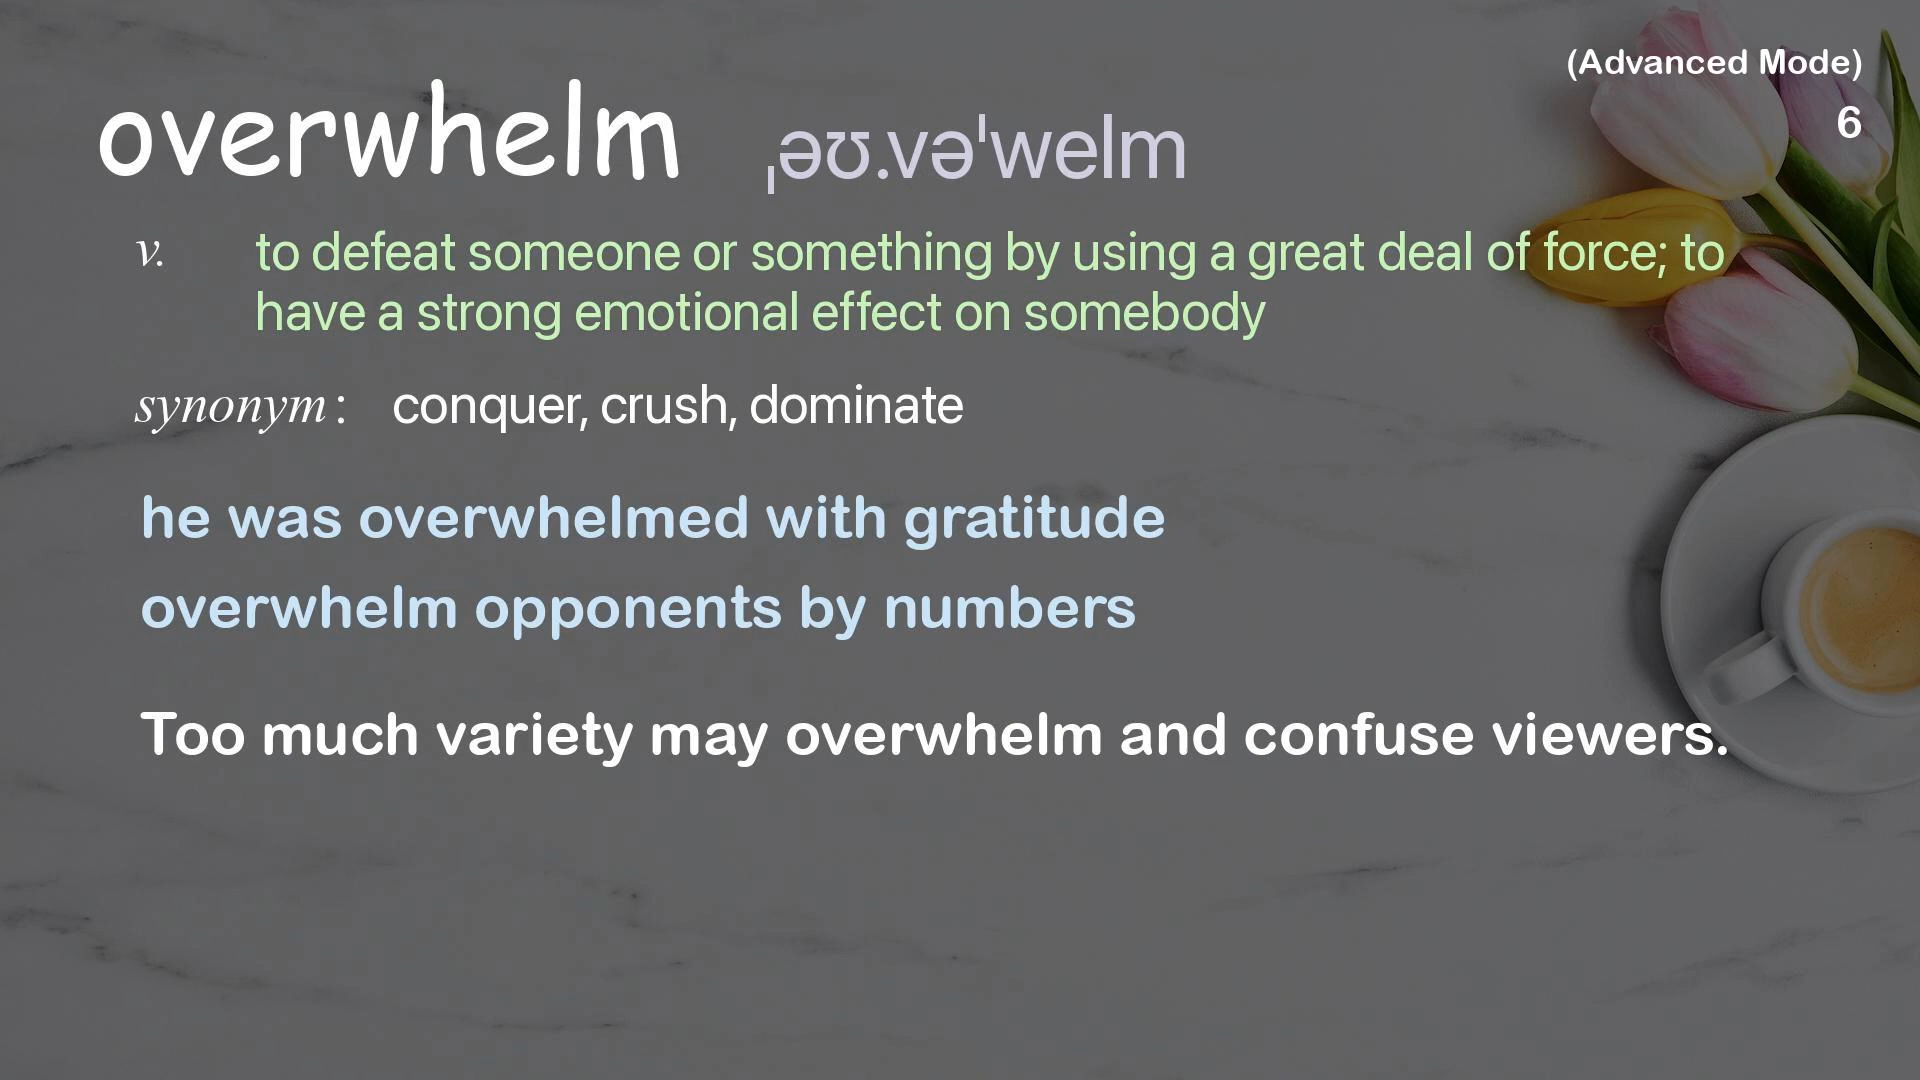 (Advanced Mode)
6
overwhelm ˌəʊ.vəˈwelm
v. to defeat someone or something by using a great deal of force; to
have a strong emotional effect on somebody
synonym: conquer, crush, dominate
he was overwhelmed with gratitude
overwhelm opponents by numbers
Too much variety may overwhelm and confuse viewers.